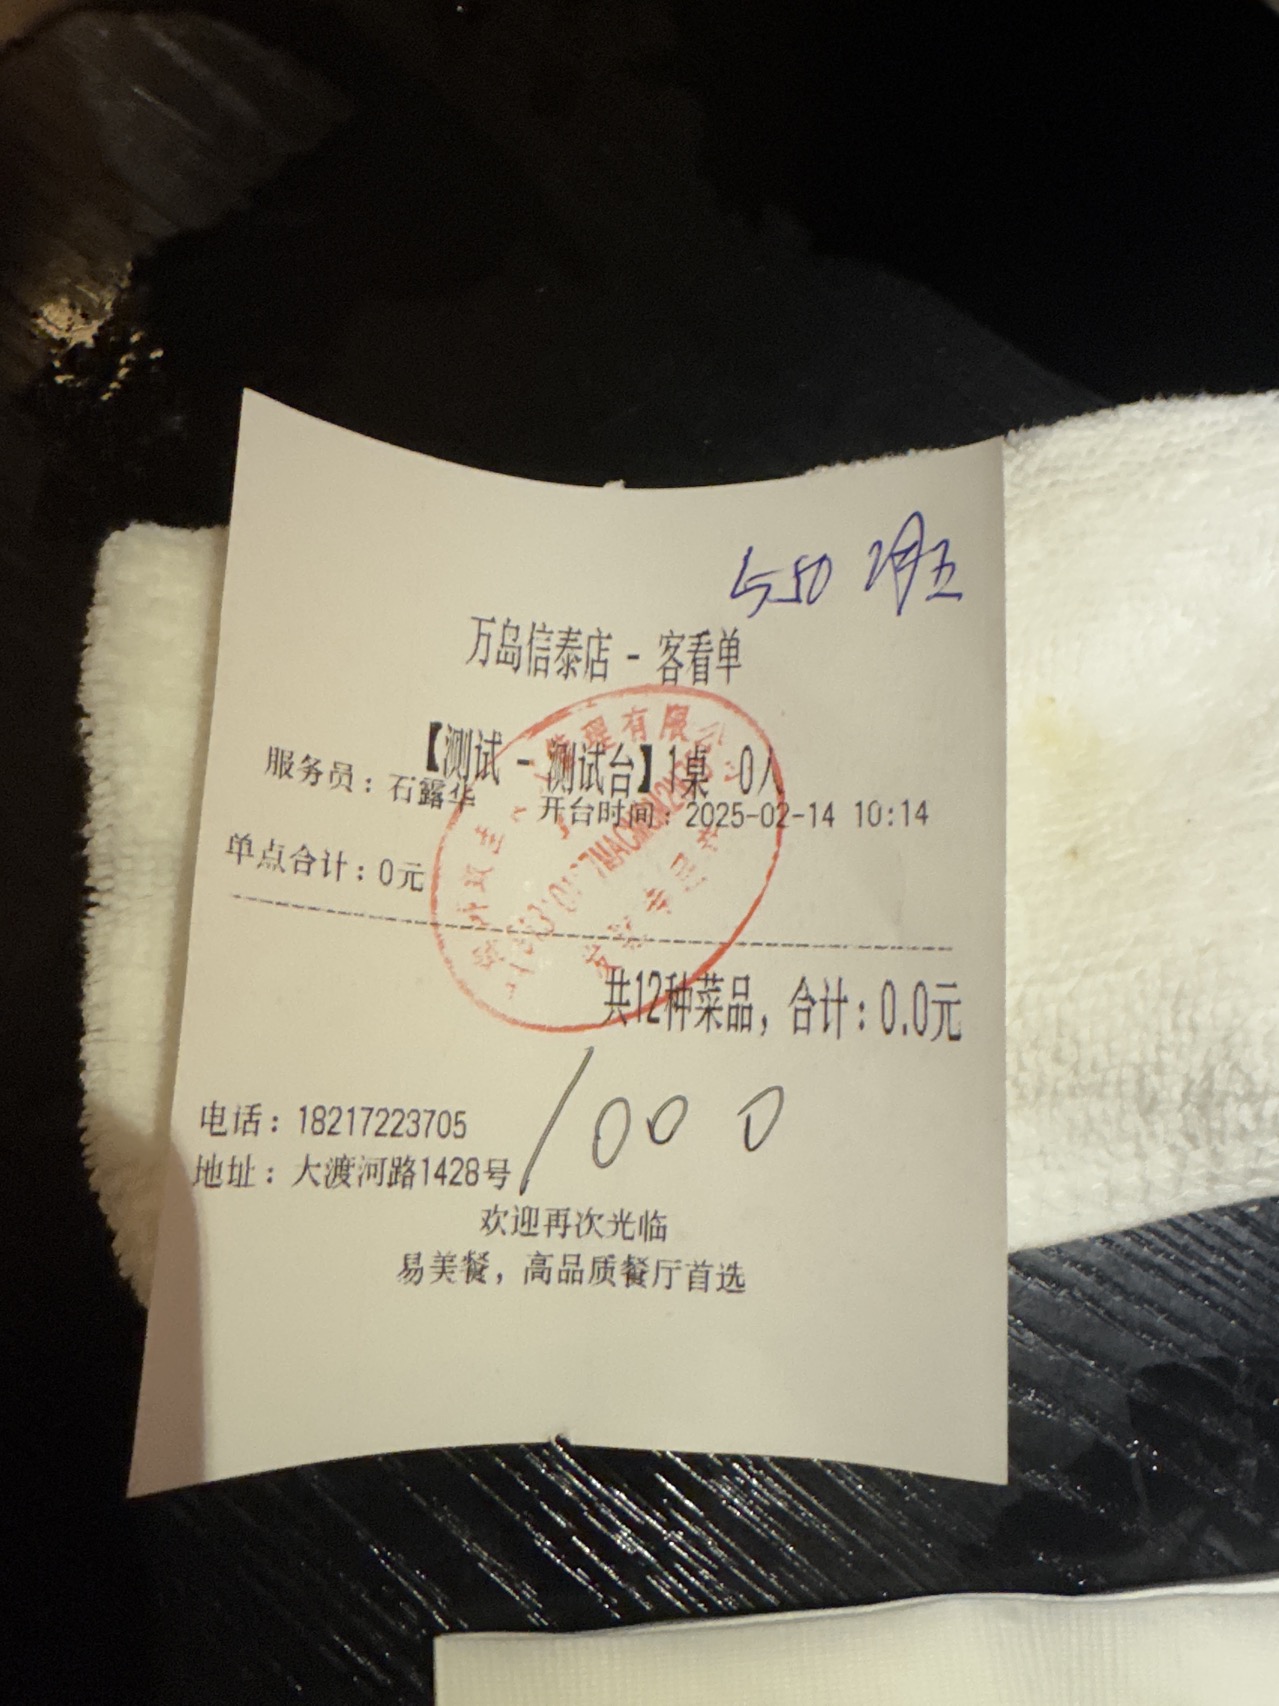 万岛信泰店 - 客看单
【测试 - 测试台】1桌 0人
服务员：石露华 开台时间：2025-02-14 10:14
单点合计：0元
共12种菜品，合计：0.0元
1000
电话：18217223705
地址：大渡河路1428号
欢迎再次光临
易美餐，高品质餐厅首选